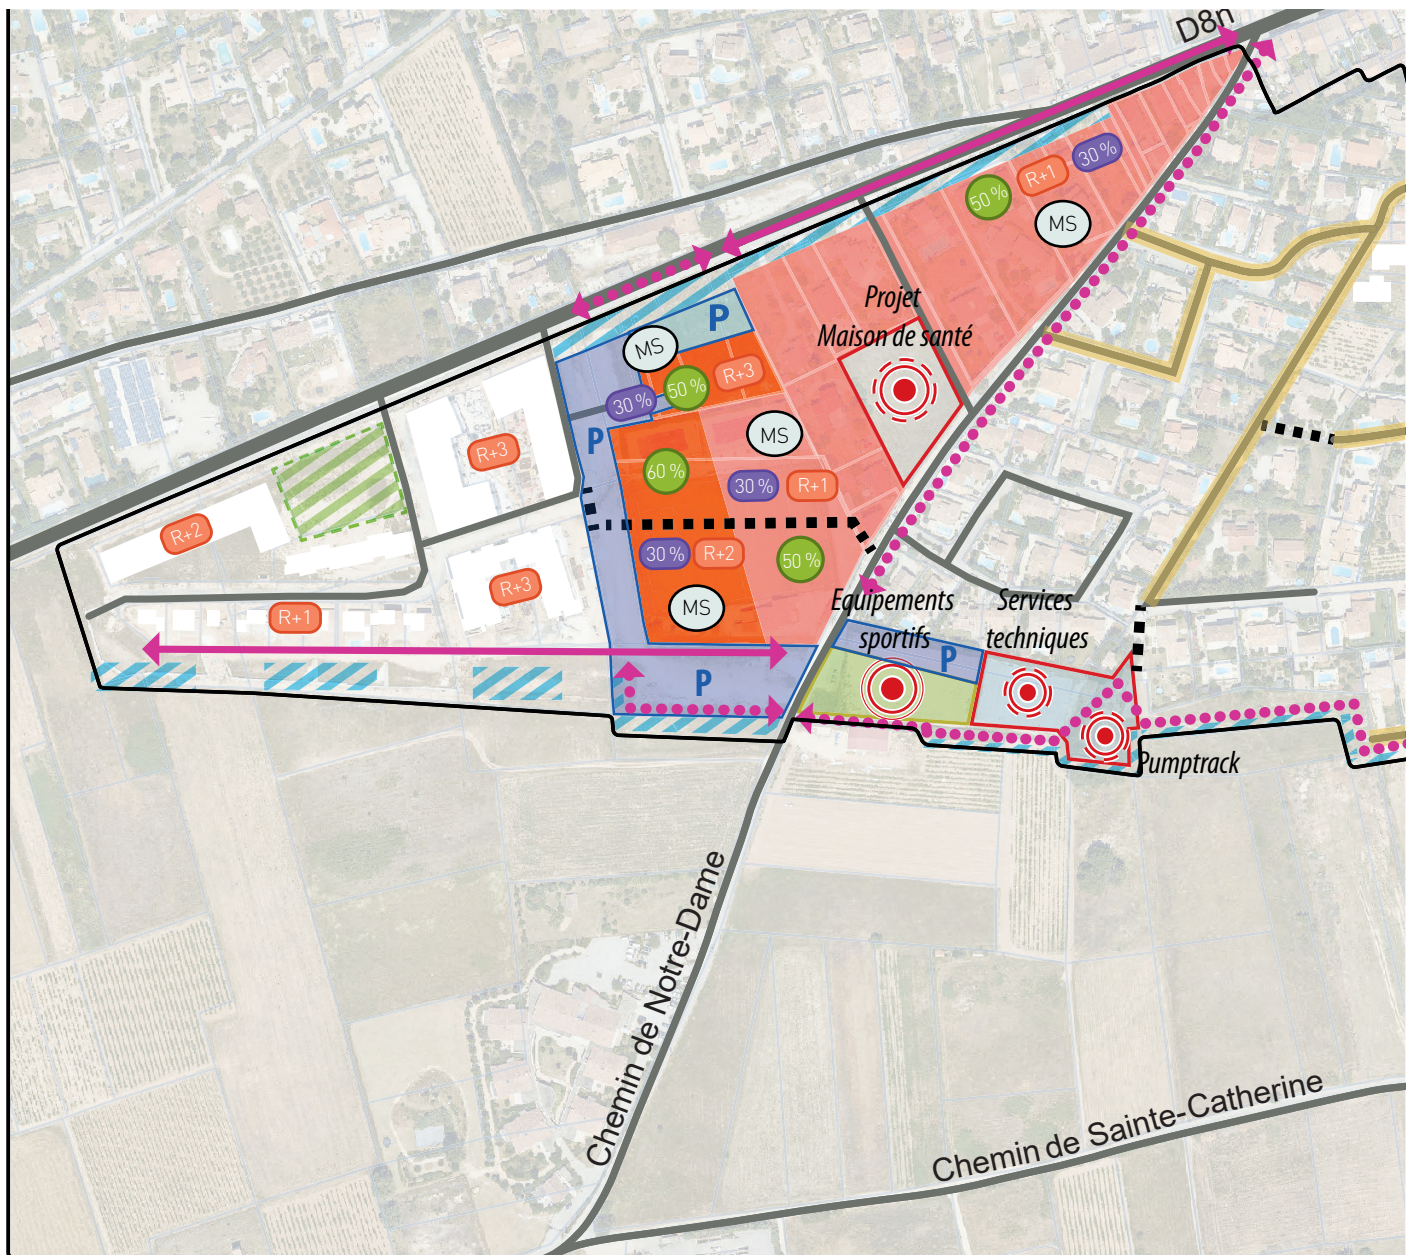 D8n
30 %
R+1
50 %
MS
Projet
Maison de santé
P
MS
R+3
50 %
30 %
P
MS
R+3
60 %
30 %
R+1
R+2
30 %
R+2
50 %
R+3
MS
R+1
Equipements
sportifs
Services
techniques
P
P
Pumptrack
Chemin de Notre-Dame
Chemin de Sainte-Catherine